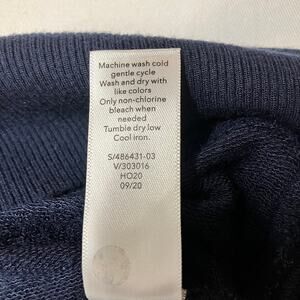 Machine wash cold
gentle cycle
Wash and dry with
like colors
Only non-chlorine
bleach when
needed
Tumble dry low
Cool iron.
S/486431-03
V/303016
HO20
09/20